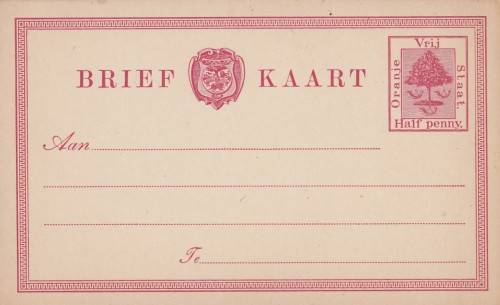 BRIEF KAART
Oranje
Vrij
Staat.
Half penny.
Aan
Te